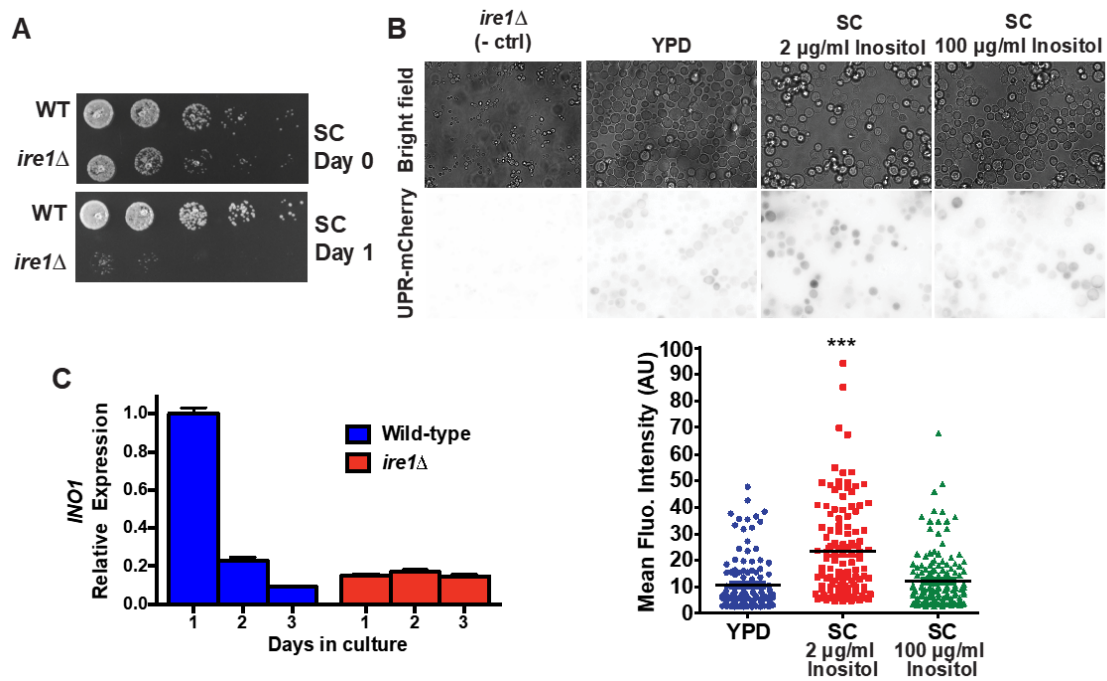 A
WT
ire1Δ
SC
Day 0
WT
ire1Δ
SC
Day 1
B
ire1Δ
(- ctrl)
YPD
SC
2 µg/ml Inositol
SC
100 µg/ml Inositol
Bright field
UPR-mCherry
C
INO1
Relative Expression
1.0
0.8
0.6
0.4
0.2
0.0
Wild-type
ire1Δ
1 2 3 1 2 3
Days in culture
Mean Fluo. Intensity (AU)
100
90
80
70
60
50
40
30
20
10
0
***
YPD
SC
2 µg/ml
Inositol
SC
100 µg/ml
Inositol